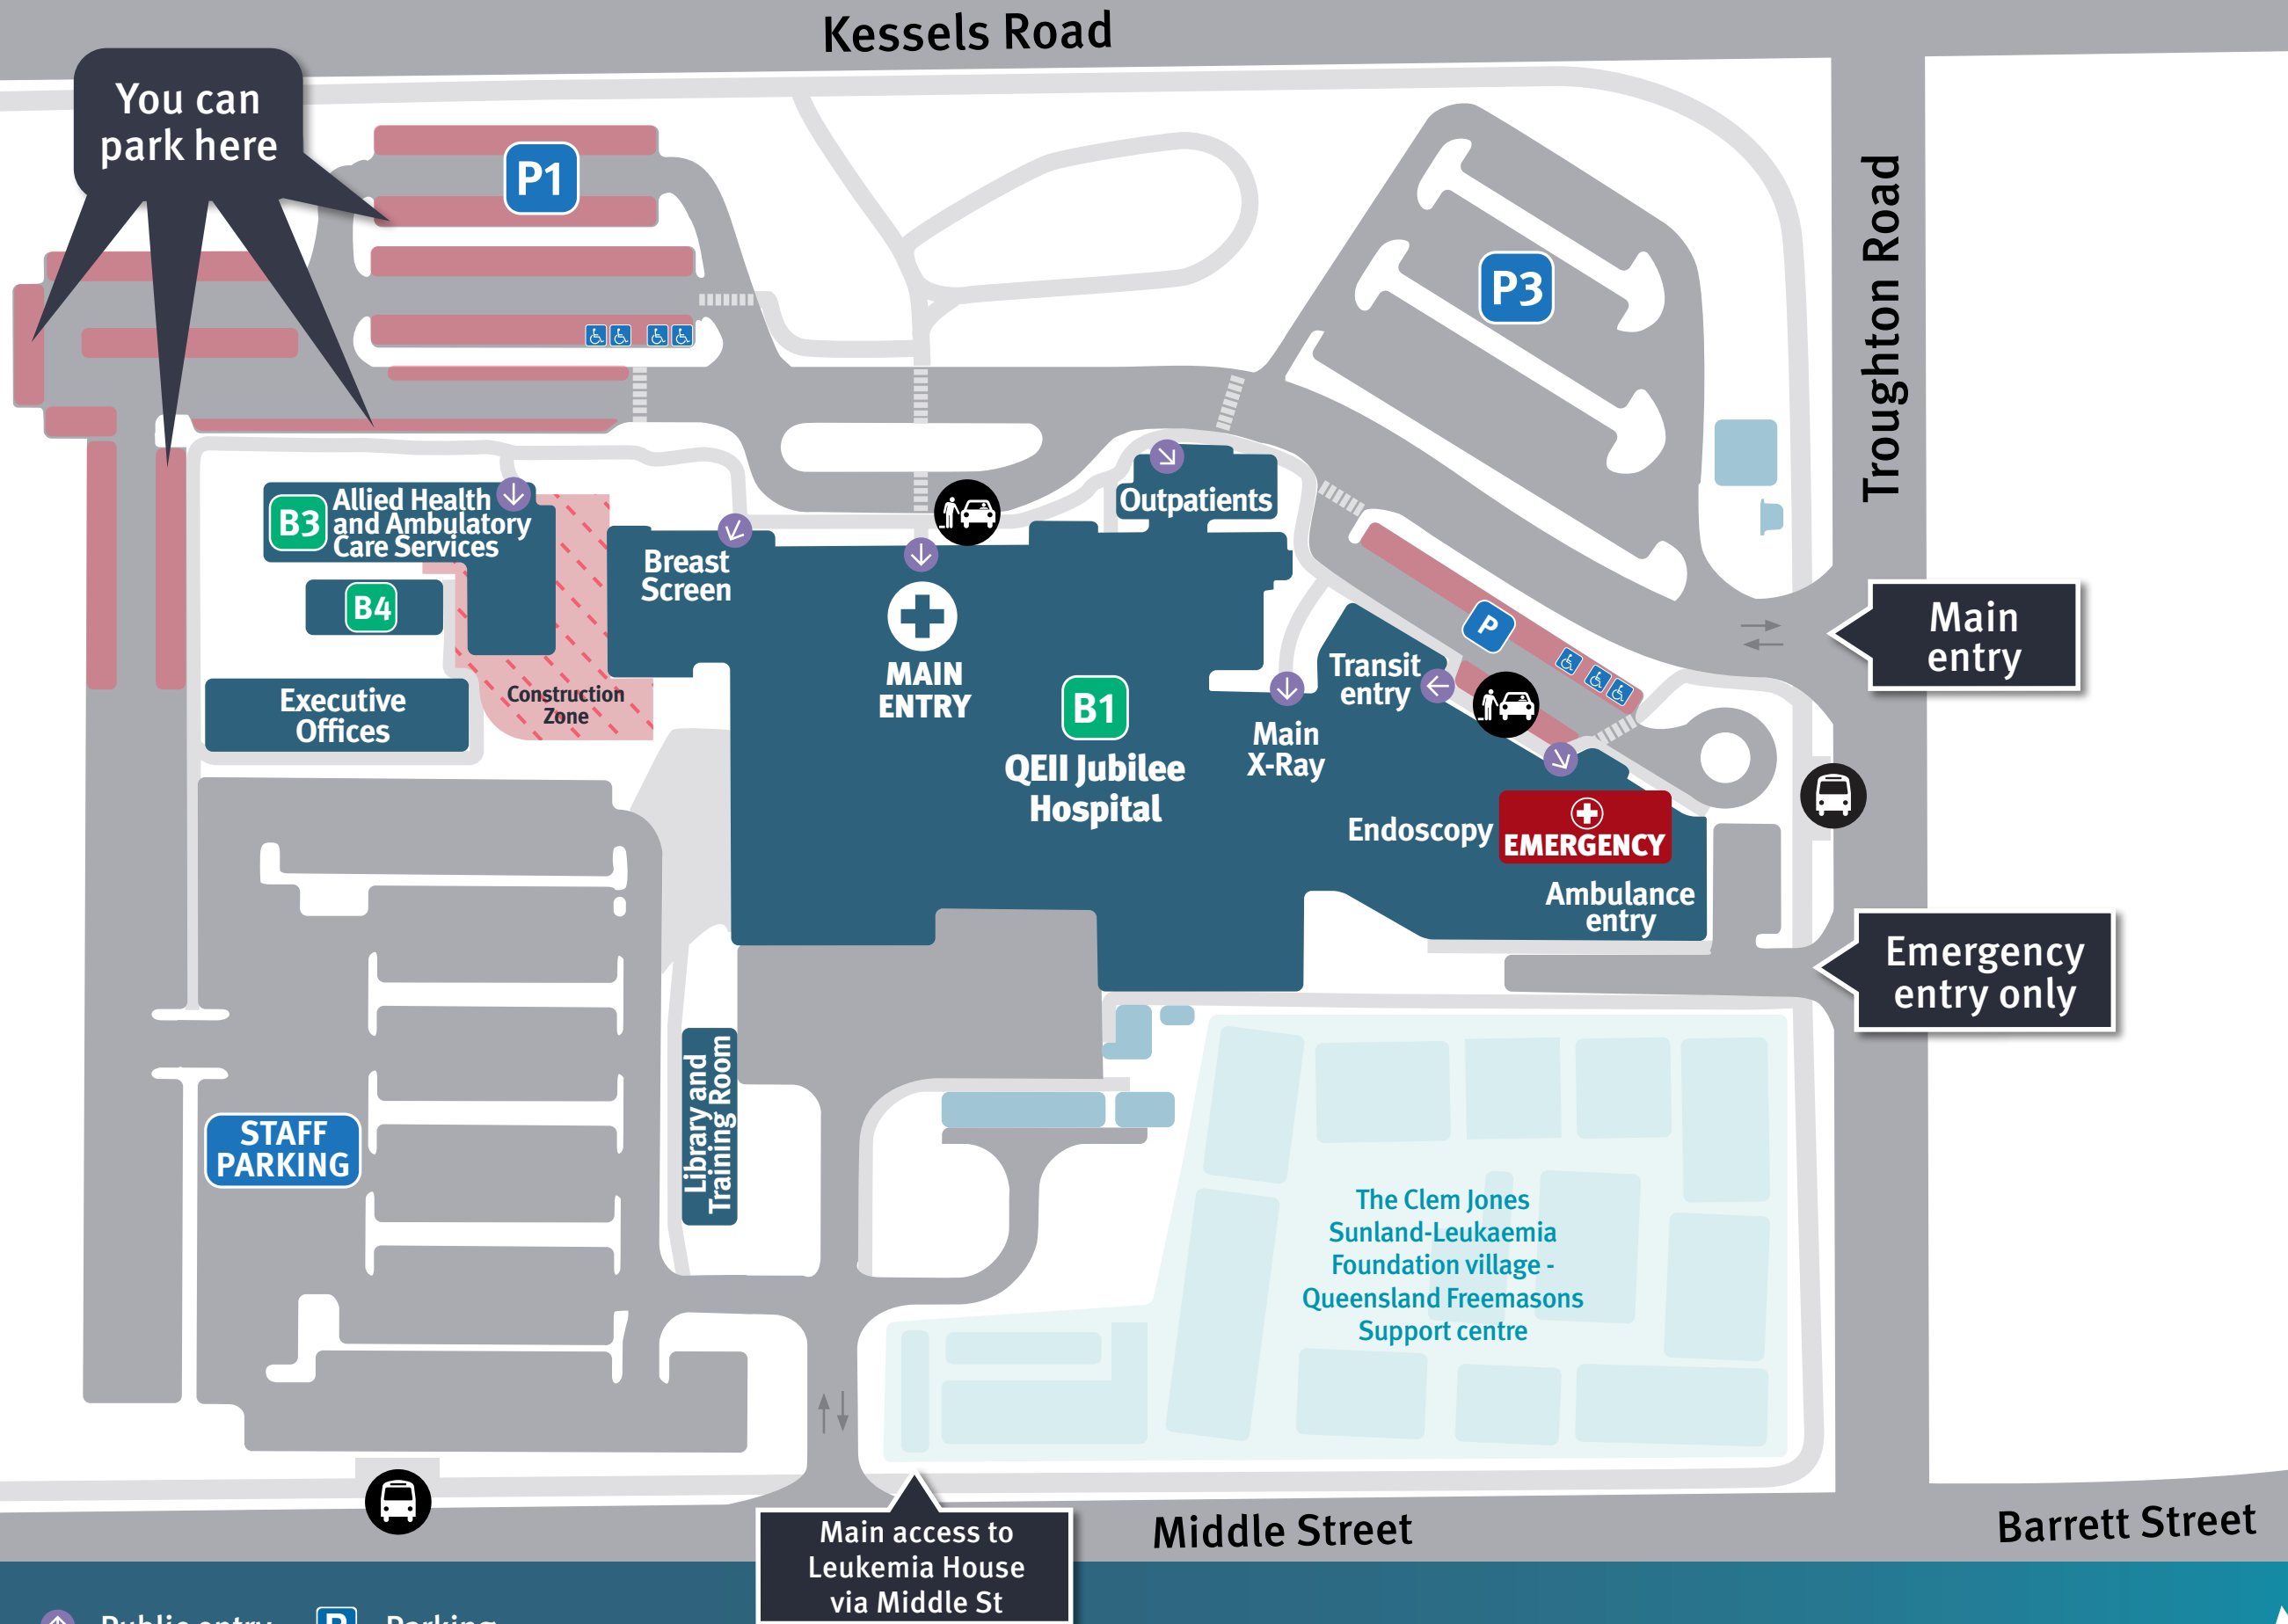 Kessels Road
You can
park here
P1
P3
Troughton Road
Outpatients
B3
Allied Health
and Ambulatory
Care Services
Breast
Screen
B4
P
Main
entry
MAIN
ENTRY
Transit
entry
Executive
Offices
Construction
Zone
B1
Main
X-Ray
QEII Jubilee
Hospital
Endoscopy
EMERGENCY
Ambulance
entry
Emergency
entry only
Library and
Training Room
STAFF
PARKING
The Clem Jones
Sunland-Leukaemia
Foundation village -
Queensland Freemasons
Support centre
Main access to
Leukemia House
via Middle St
Middle Street
Barrett Street
Public entry
P
Parking